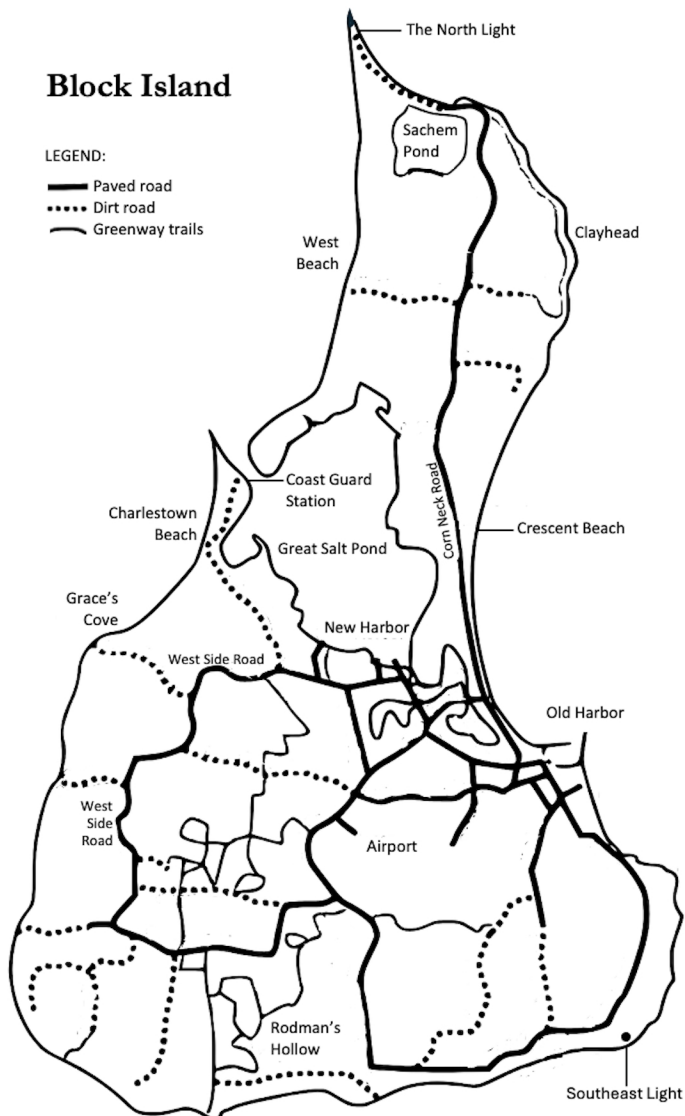 The North Light
Block Island
Sachem
Pond
LEGEND:
Paved road
Dirt road
Greenway trails
West
Beach
Clayhead
Coast Guard
Station
Charlestown
Beach
Corn Neck Road
Crescent Beach
Great Salt Pond
Grace's
Cove
New Harbor
West Side Road
Old Harbor
West
Side
Road
Airport
Rodman's
Hollow
Southeast Light